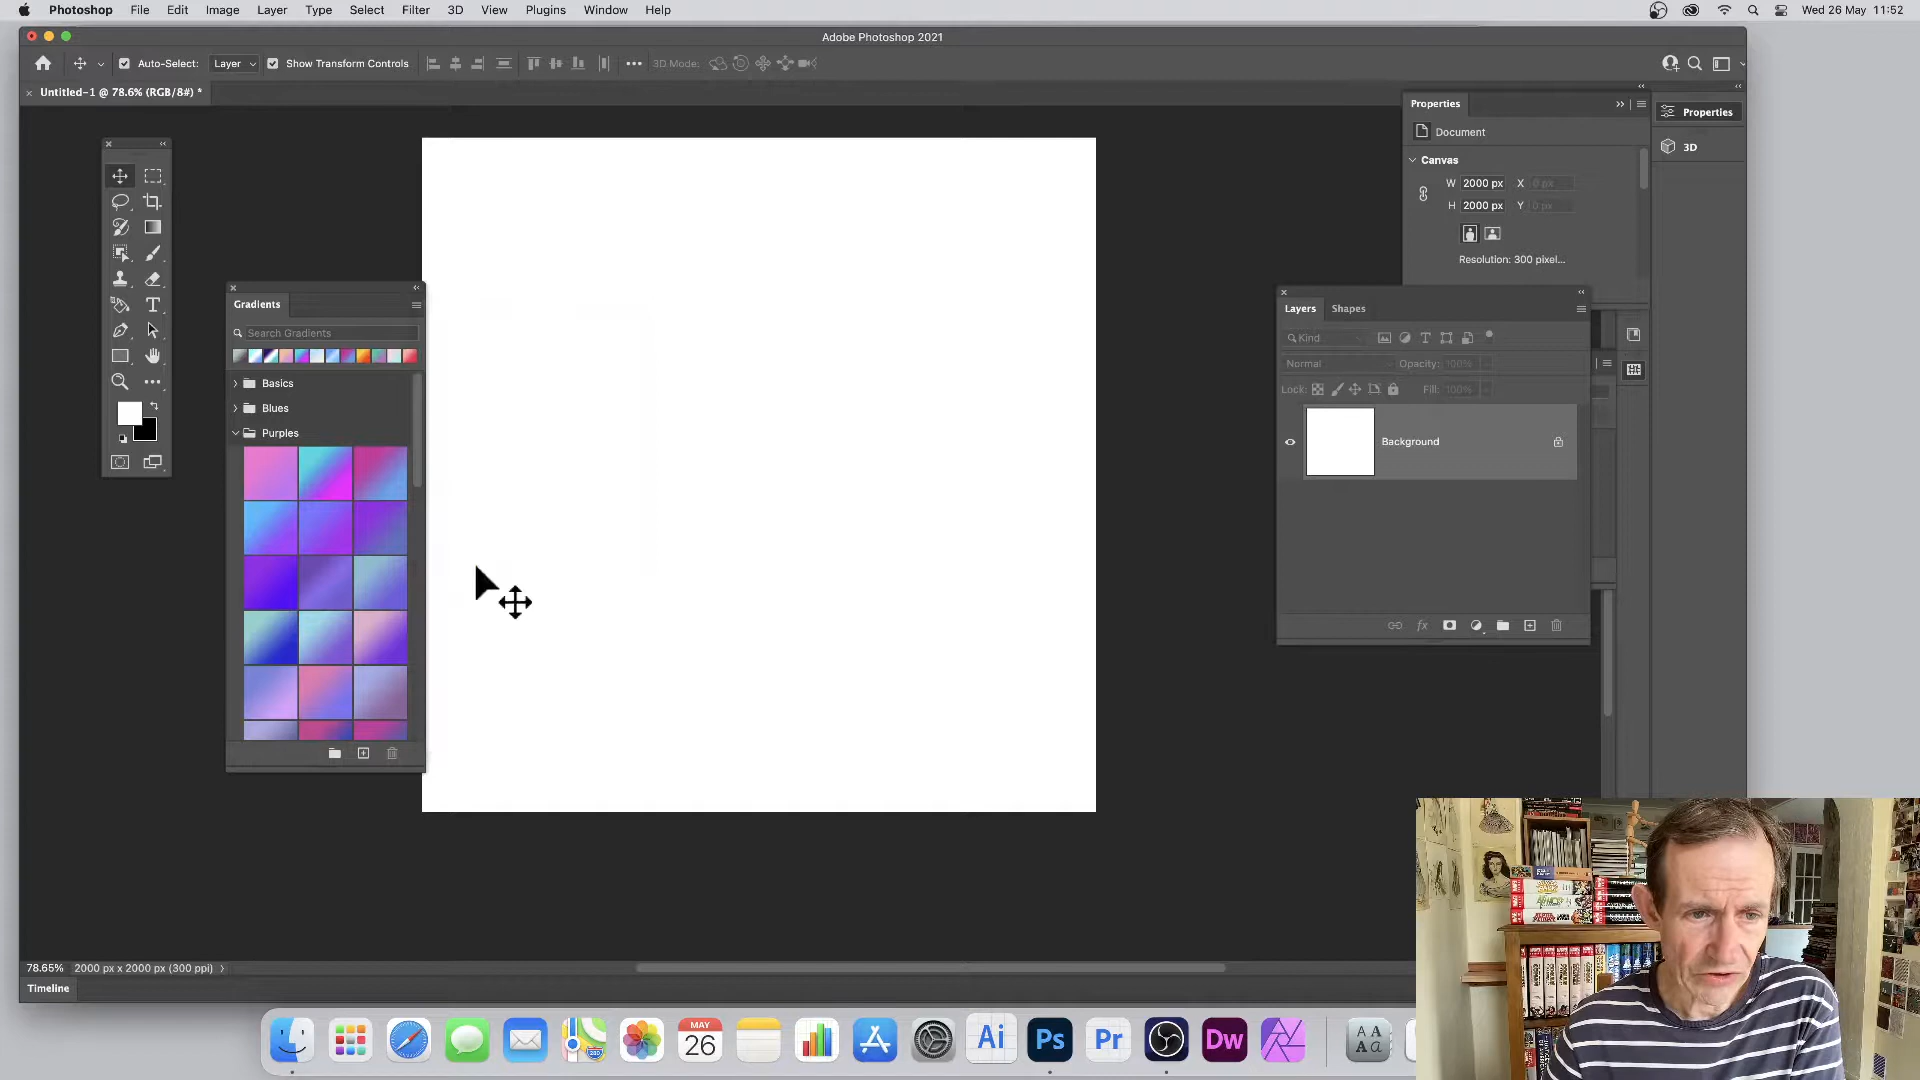 Photoshop File Edit Image Layer Type Select Filter 3D View Plugins Window Help Wed 26 May 11:52
Adobe Photoshop 2021
Auto-Select: Layer Show Transform Controls 3D Mode:
Untitled-1 @ 78.6% (RGB/8#) *
Properties
Properties
Document
3D
Canvas
W 2000 px X 0 px
H 2000 px Y 0 px
Resolution: 300 pixel...
Gradients
Search Gradients
Basics
Blues
Purples
Layers Shapes
Kind
Normal Opacity: 100%
Lock: Fill: 100%
Background
78.65% 2000 px x 2000 px (300 ppi)
Timeline
MAY
26
Ai
Ps
Pr
Dw
280
A A
A a